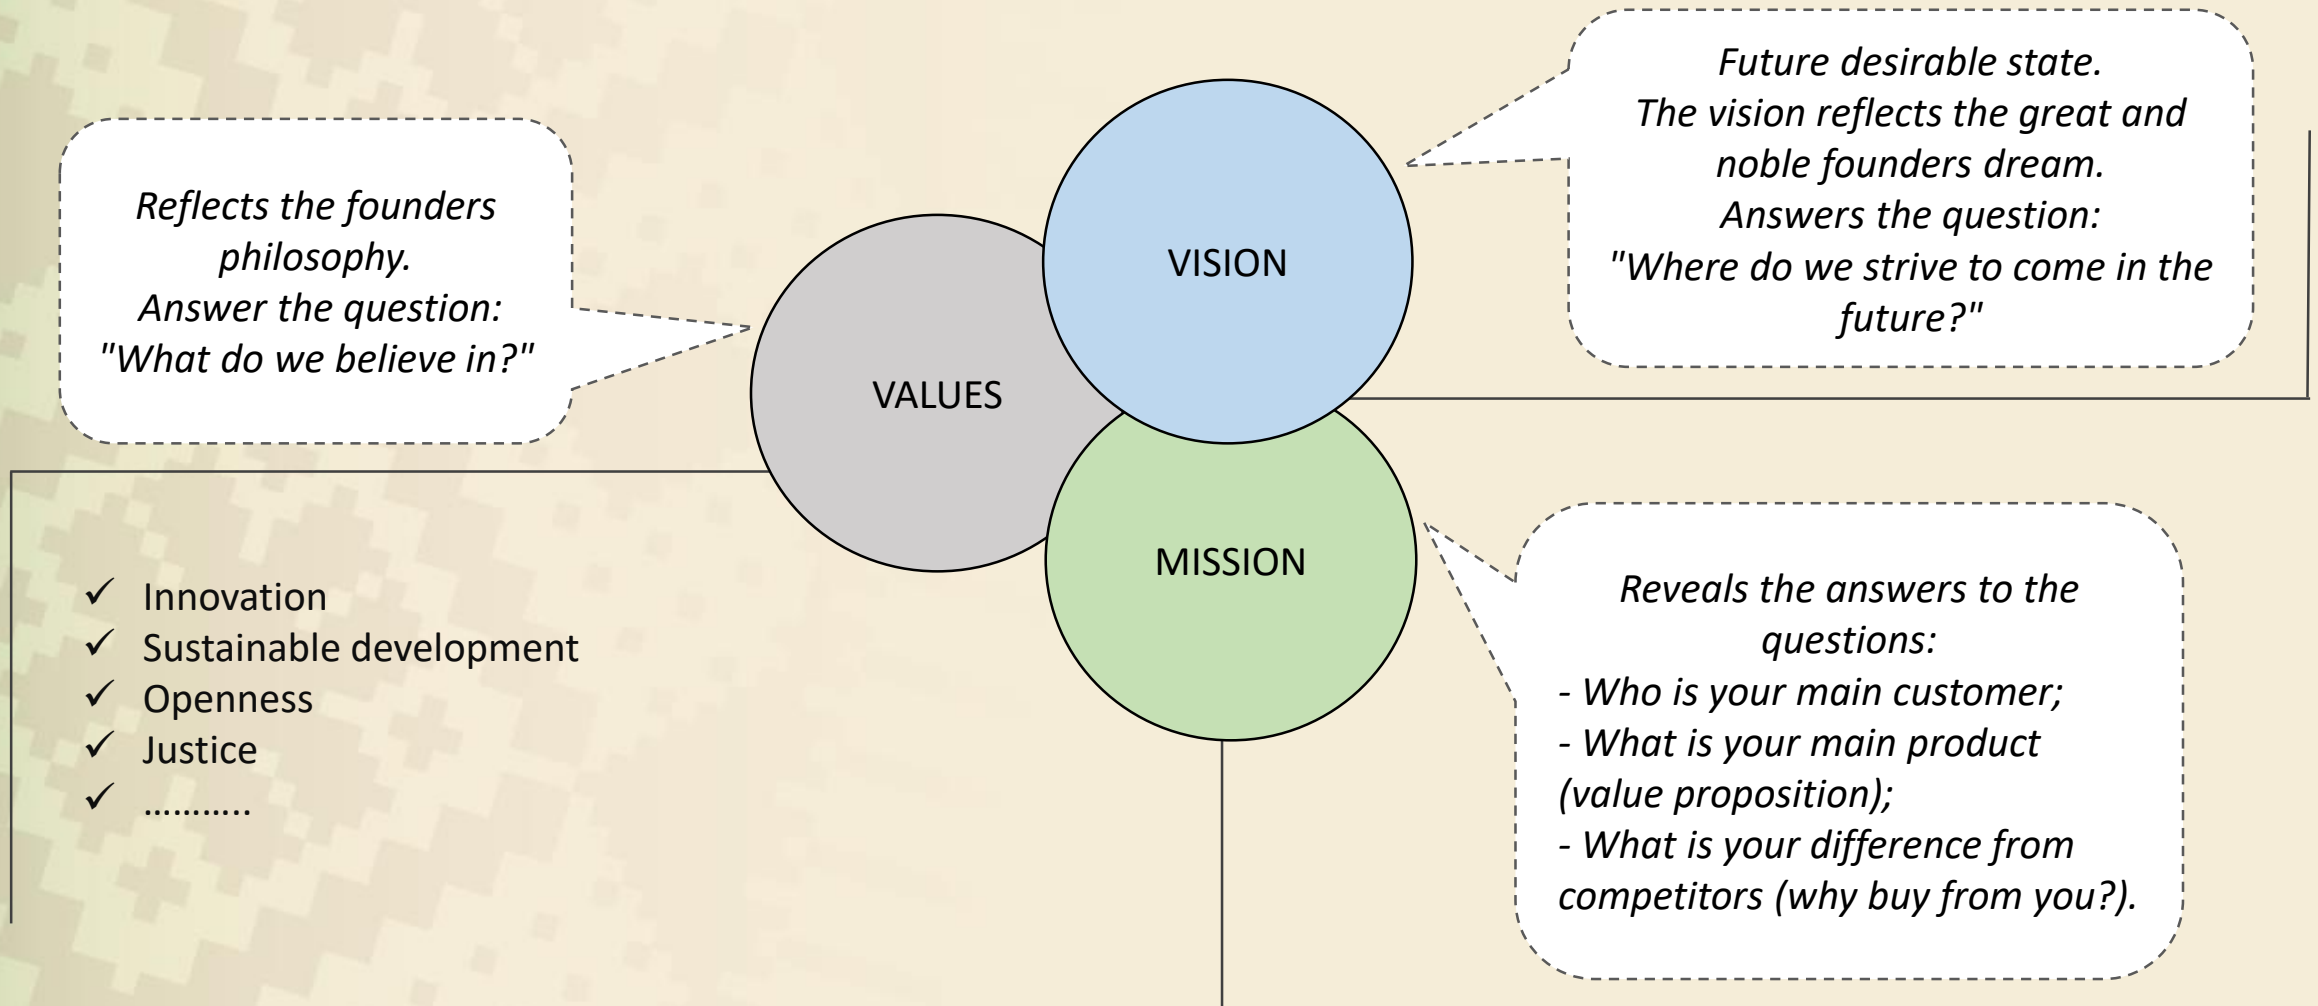 Reflects the founders
philosophy.
Answer the question:
"What do we believe in?"
VALUES
VISION
Future desirable state.
The vision reflects the great and
noble founders dream.
Answers the question:
"Where do we strive to come in the
future?"
✓ Innovation
✓ Sustainable development
✓ Openness
✓ Justice
✓ ………..
MISSION
Reveals the answers to the
questions:
- Who is your main customer;
- What is your main product
(value proposition);
- What is your difference from
competitors (why buy from you?).